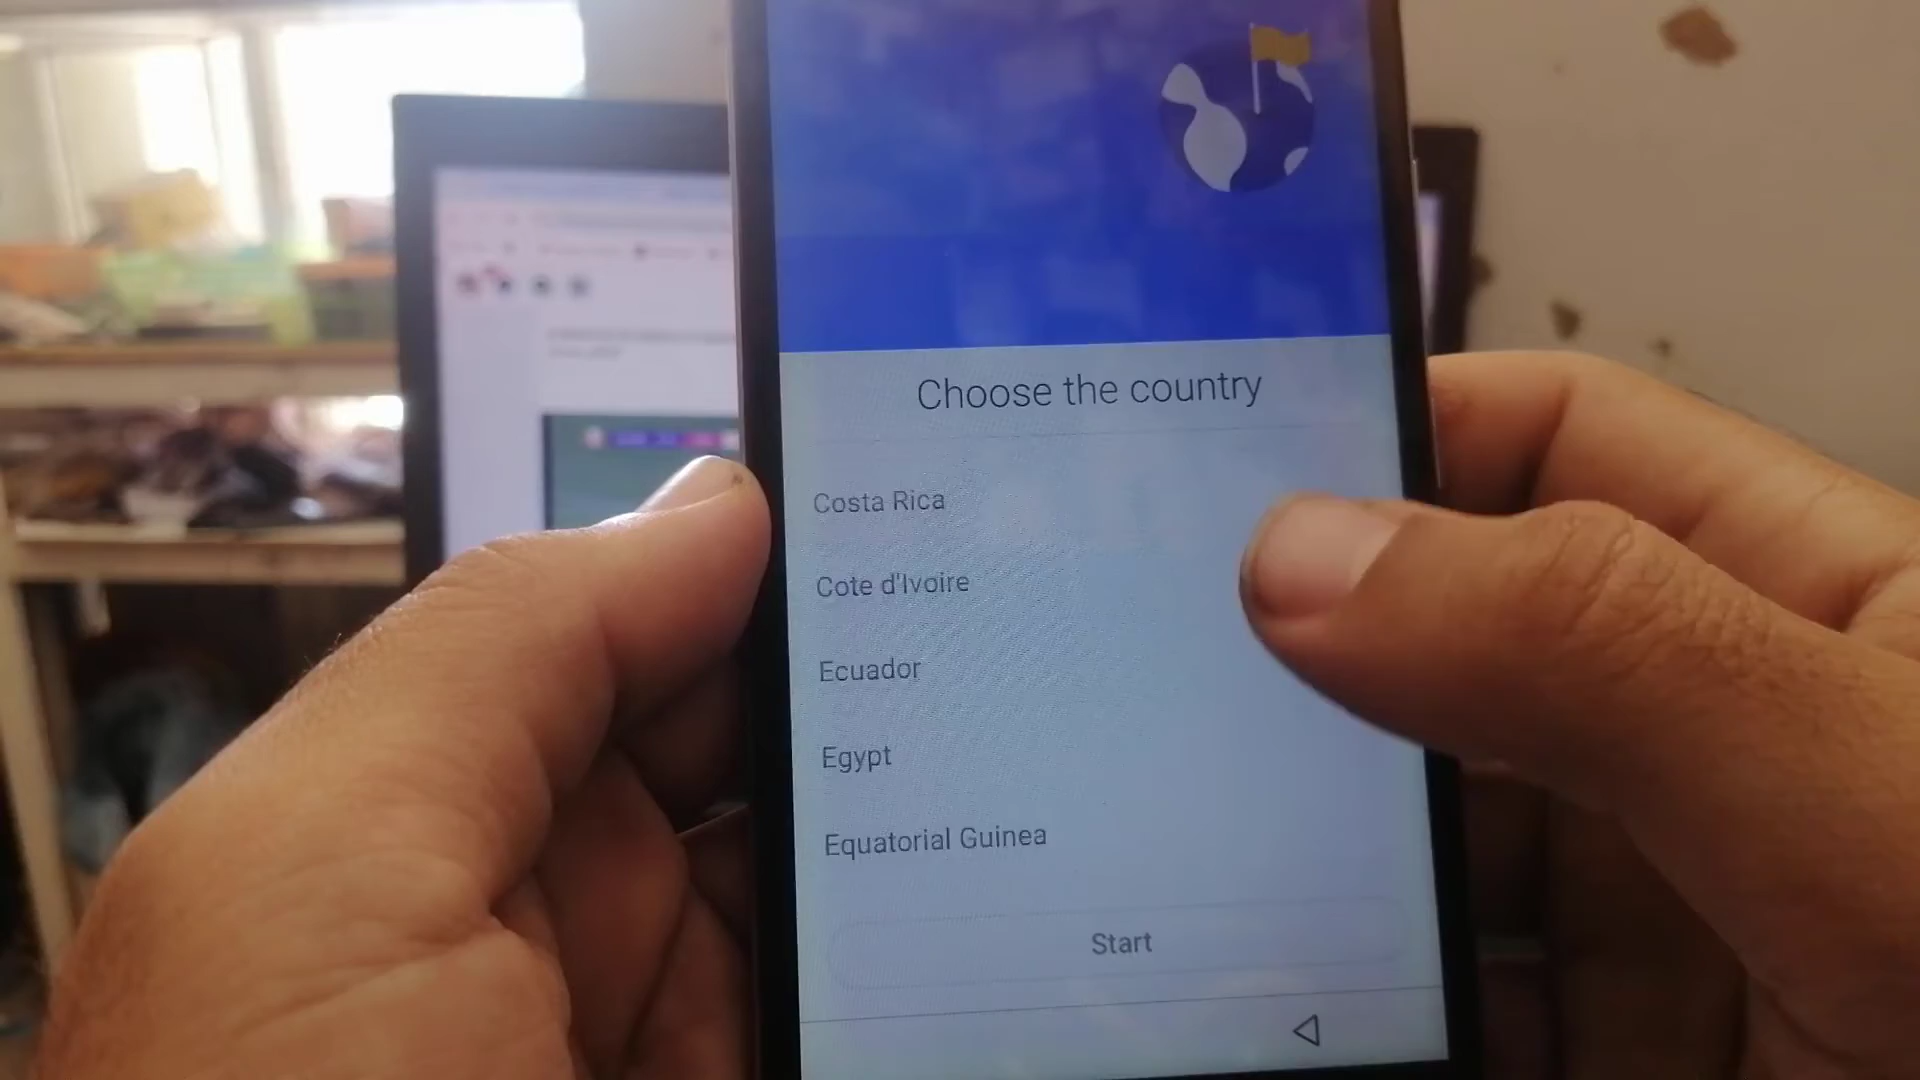 Choose the country
Costa Rica
Cote d'Ivoire
Ecuador
Egypt
Equatorial Guinea
Start